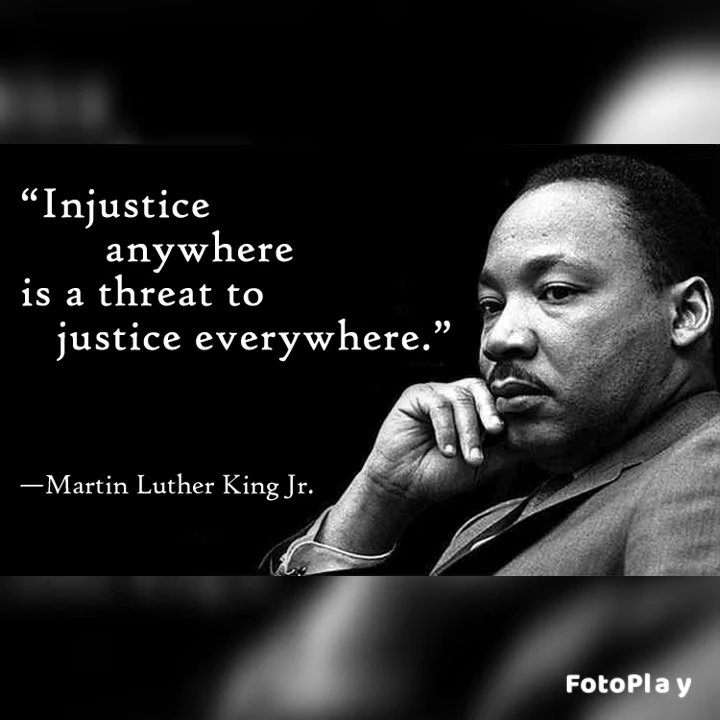 “Injustice
anywhere
is a threat to
justice everywhere.”
—Martin Luther King Jr.
FotoPlay